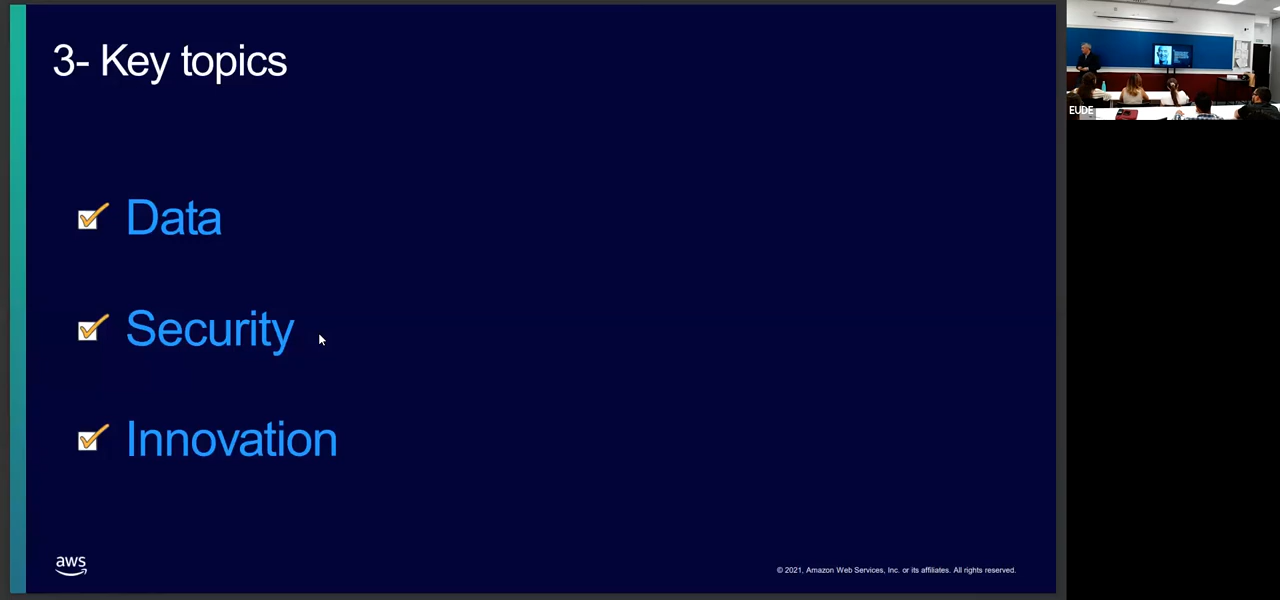 3- Key topics
Data
Security
Innovation
aws
© 2021, Amazon Web Services, Inc. or its affiliates. All rights reserved.
EUDE